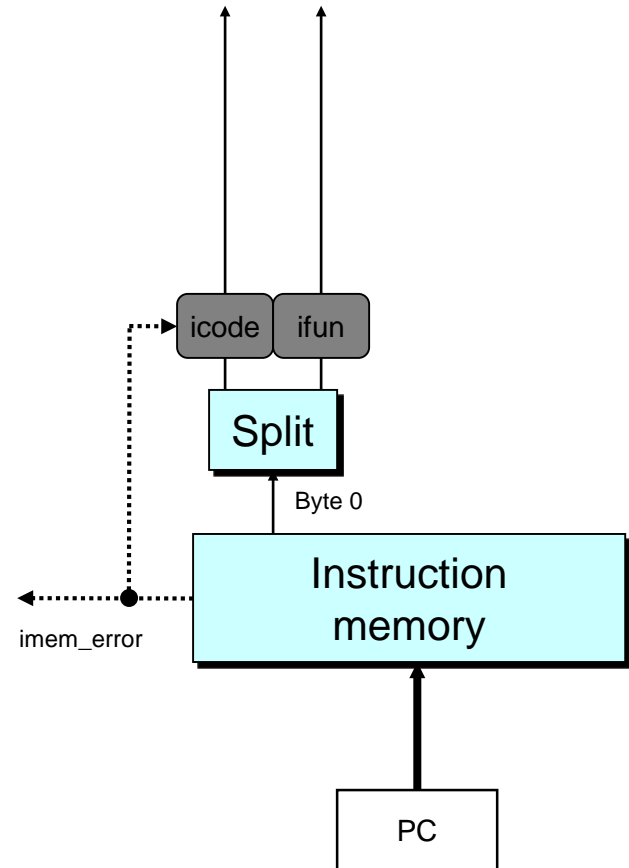 icode ifun
Split
Byte 0
Instruction
memory
imem_error
PC